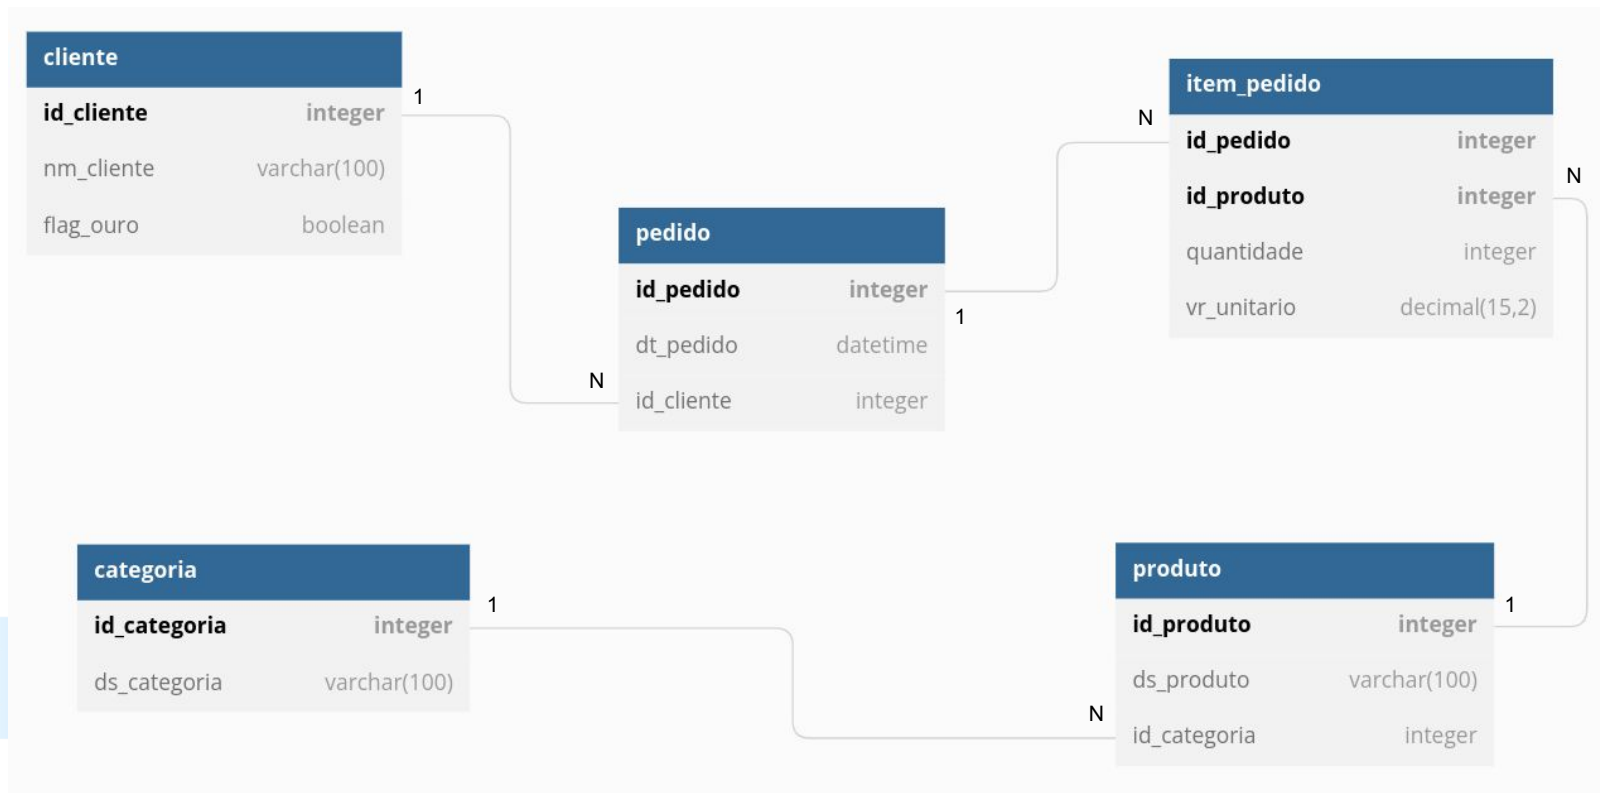 cliente
id_cliente integer
nm_cliente varchar(100)
flag_ouro boolean
1
N
pedido
id_pedido integer
dt_pedido datetime
id_cliente integer
1
N
item_pedido
id_pedido integer
id_produto integer
quantidade integer
vr_unitario decimal(15,2)
N
categoria
id_categoria integer
ds_categoria varchar(100)
1
N
produto
id_produto integer
ds_produto varchar(100)
id_categoria integer
1